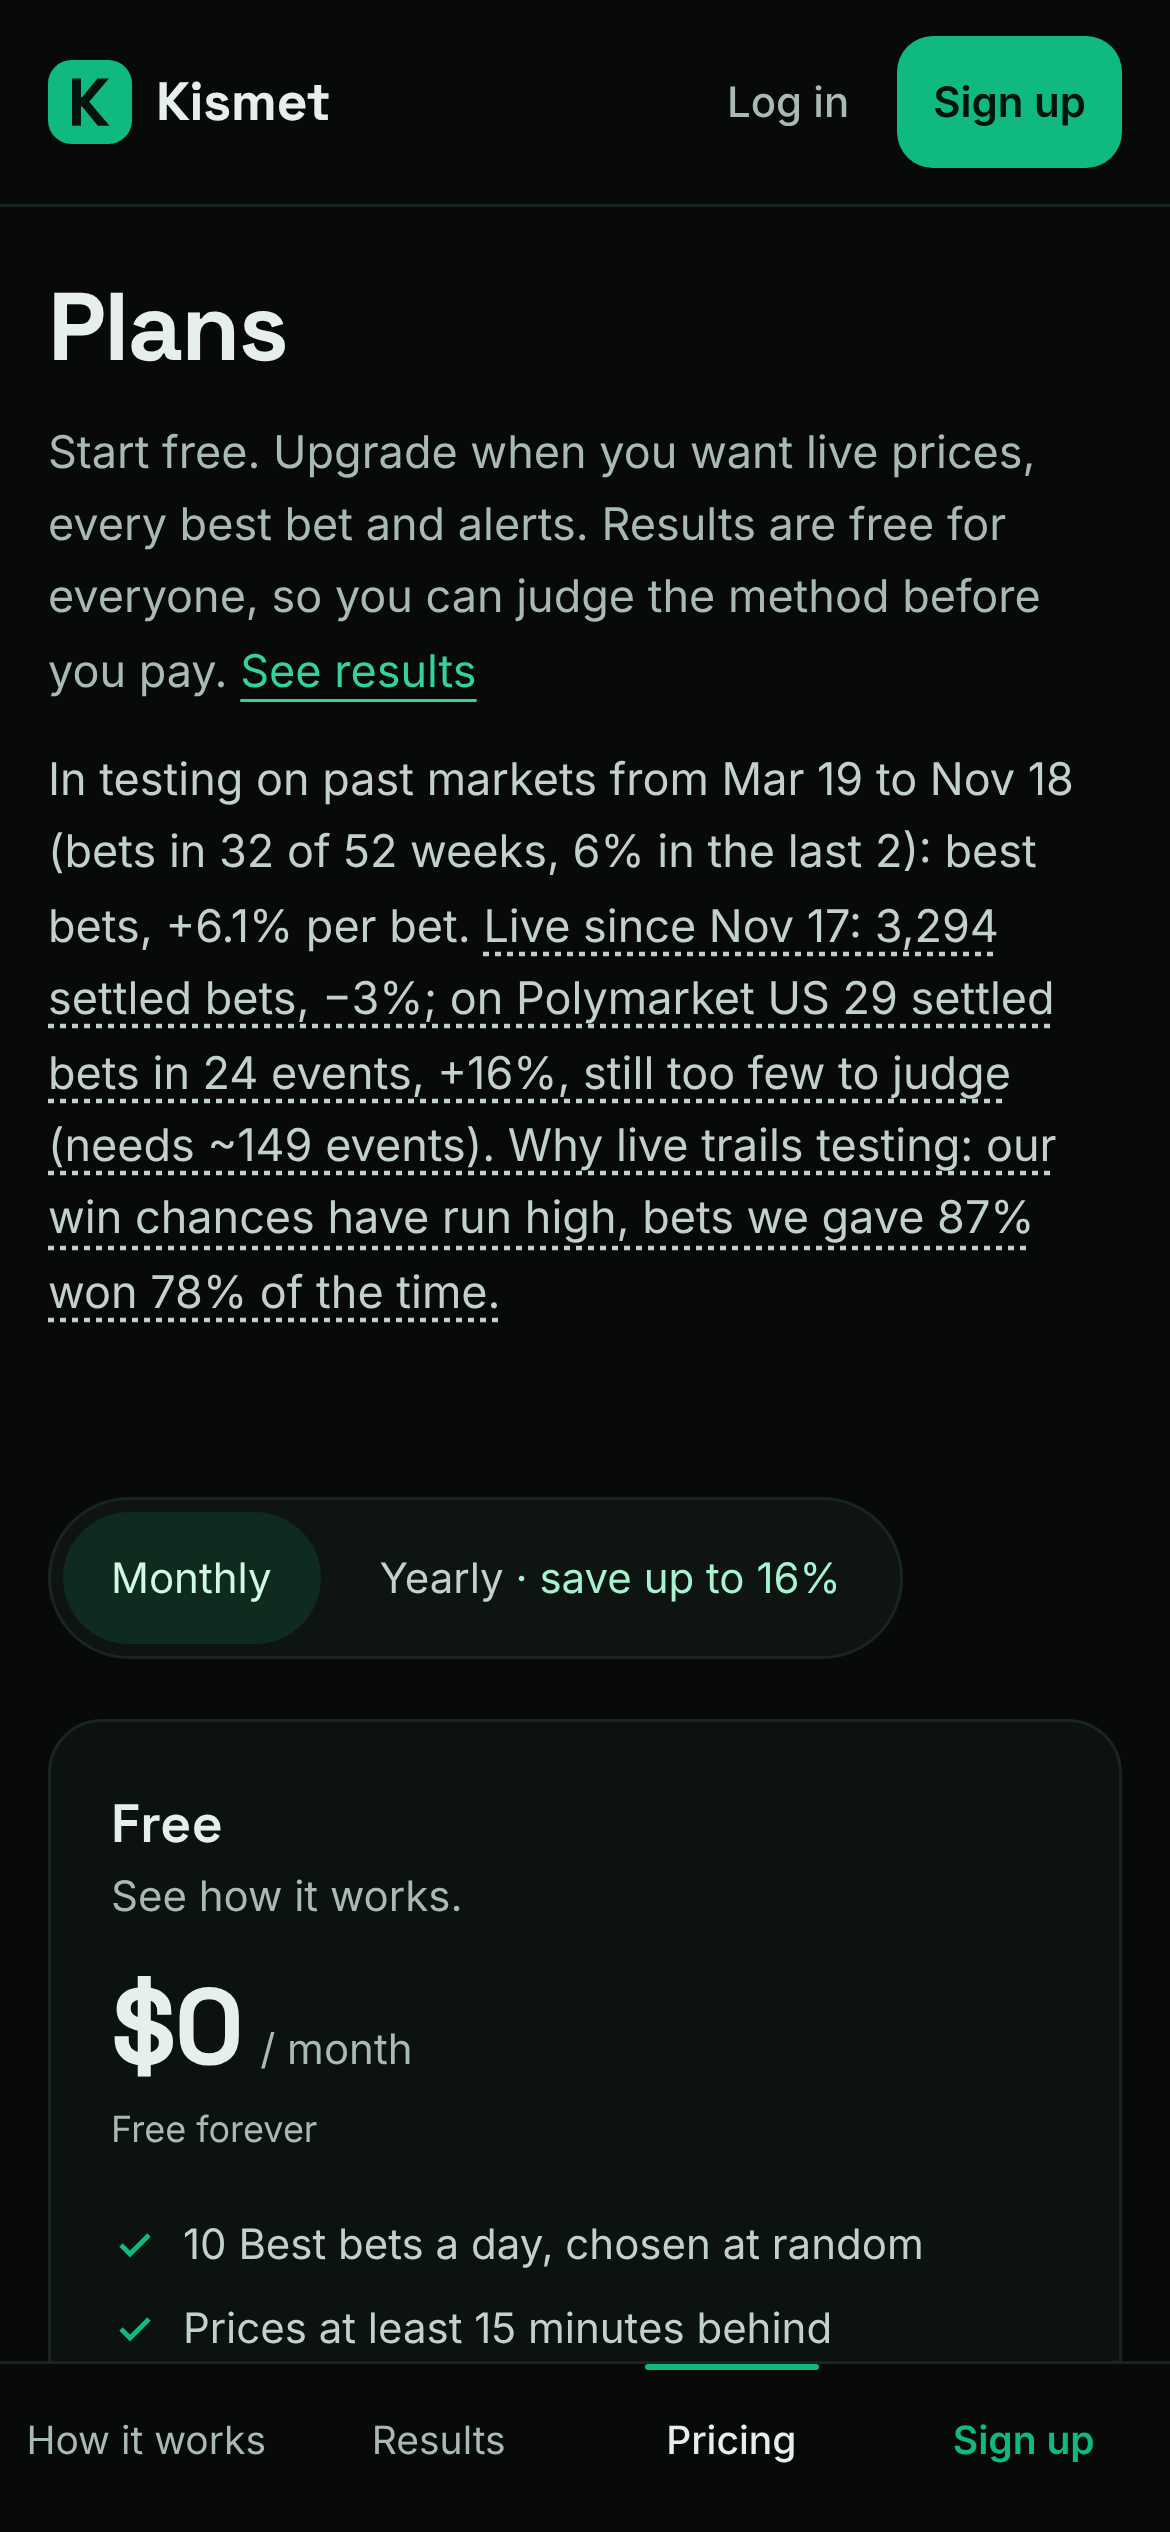 K Kismet Log in Sign up
Plans
Start free. Upgrade when you want live prices,
every best bet and alerts. Results are free for
everyone, so you can judge the method before
you pay. See results
In testing on past markets from Mar 19 to Nov 18
(bets in 32 of 52 weeks, 6% in the last 2): best
bets, +6.1% per bet. Live since Nov 17: 3,294
settled bets, −3%; on Polymarket US 29 settled
bets in 24 events, +16%, still too few to judge
(needs ~149 events). Why live trails testing: our
win chances have run high, bets we gave 87%
won 78% of the time.
Monthly Yearly · save up to 16%
Free
See how it works.
$0 / month
Free forever
✓ 10 Best bets a day, chosen at random
✓ Prices at least 15 minutes behind
How it works Results Pricing Sign up